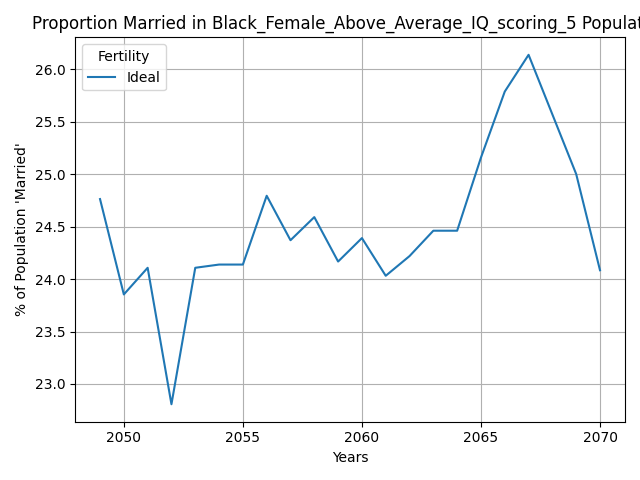 Proportion Married in Black_Female_Above_Average_IQ_scoring_5 Populat
Fertility
Ideal
26.0
25.5
25.0
24.5
24.0
23.5
23.0
% of Population 'Married'
2050 2055 2060 2065 2070
Years